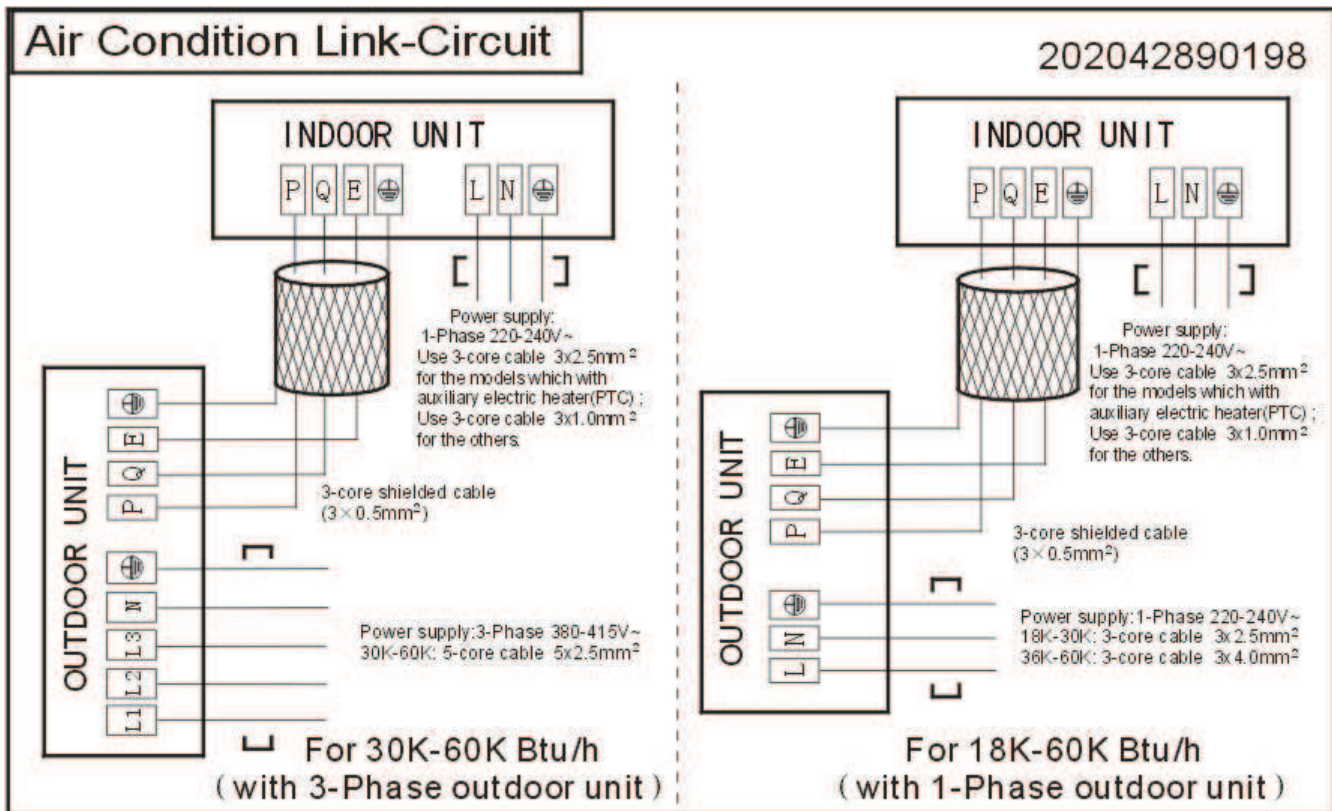 Air Condition Link-Circuit
202042890198
INDOOR UNIT
P Q E L N
Power supply:
1-Phase 220-240V~
Use 3-core cable 3x2.5mm²
for the models which with
auxiliary electric heater(PTC) ;
Use 3-core cable 3x1.0mm²
for the others.
OUTDOOR UNIT
E
Q
P
N
L3
L2
L1
3-core shielded cable
(3×0.5mm²)
Power supply:3-Phase 380-415V~
30K-60K: 5-core cable 5x2.5mm²
For 30K-60K Btu/h
(with 3-Phase outdoor unit)
INDOOR UNIT
P Q E L N
Power supply:
1-Phase 220-240V~
Use 3-core cable 3x2.5mm²
for the models which with
auxiliary electric heater(PTC) ;
Use 3-core cable 3x1.0mm²
for the others.
OUTDOOR UNIT
E
Q
P
N
L
3-core shielded cable
(3×0.5mm²)
Power supply:1-Phase 220-240V~
18K-30K: 3-core cable 3x2.5mm²
36K-60K: 3-core cable 3x4.0mm²
For 18K-60K Btu/h
(with 1-Phase outdoor unit)